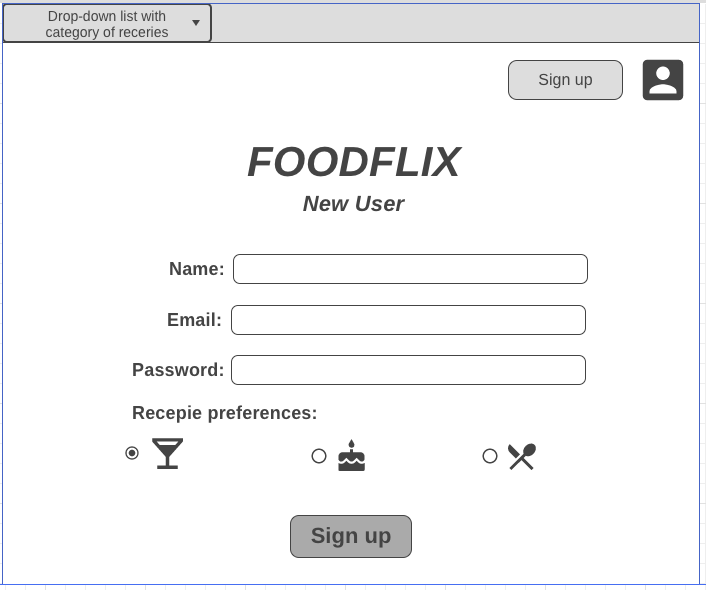 Drop-down list with
category of receries
Sign up
FOODFLIX
New User
Name:
Email:
Password:
Recepie preferences:
Sign up